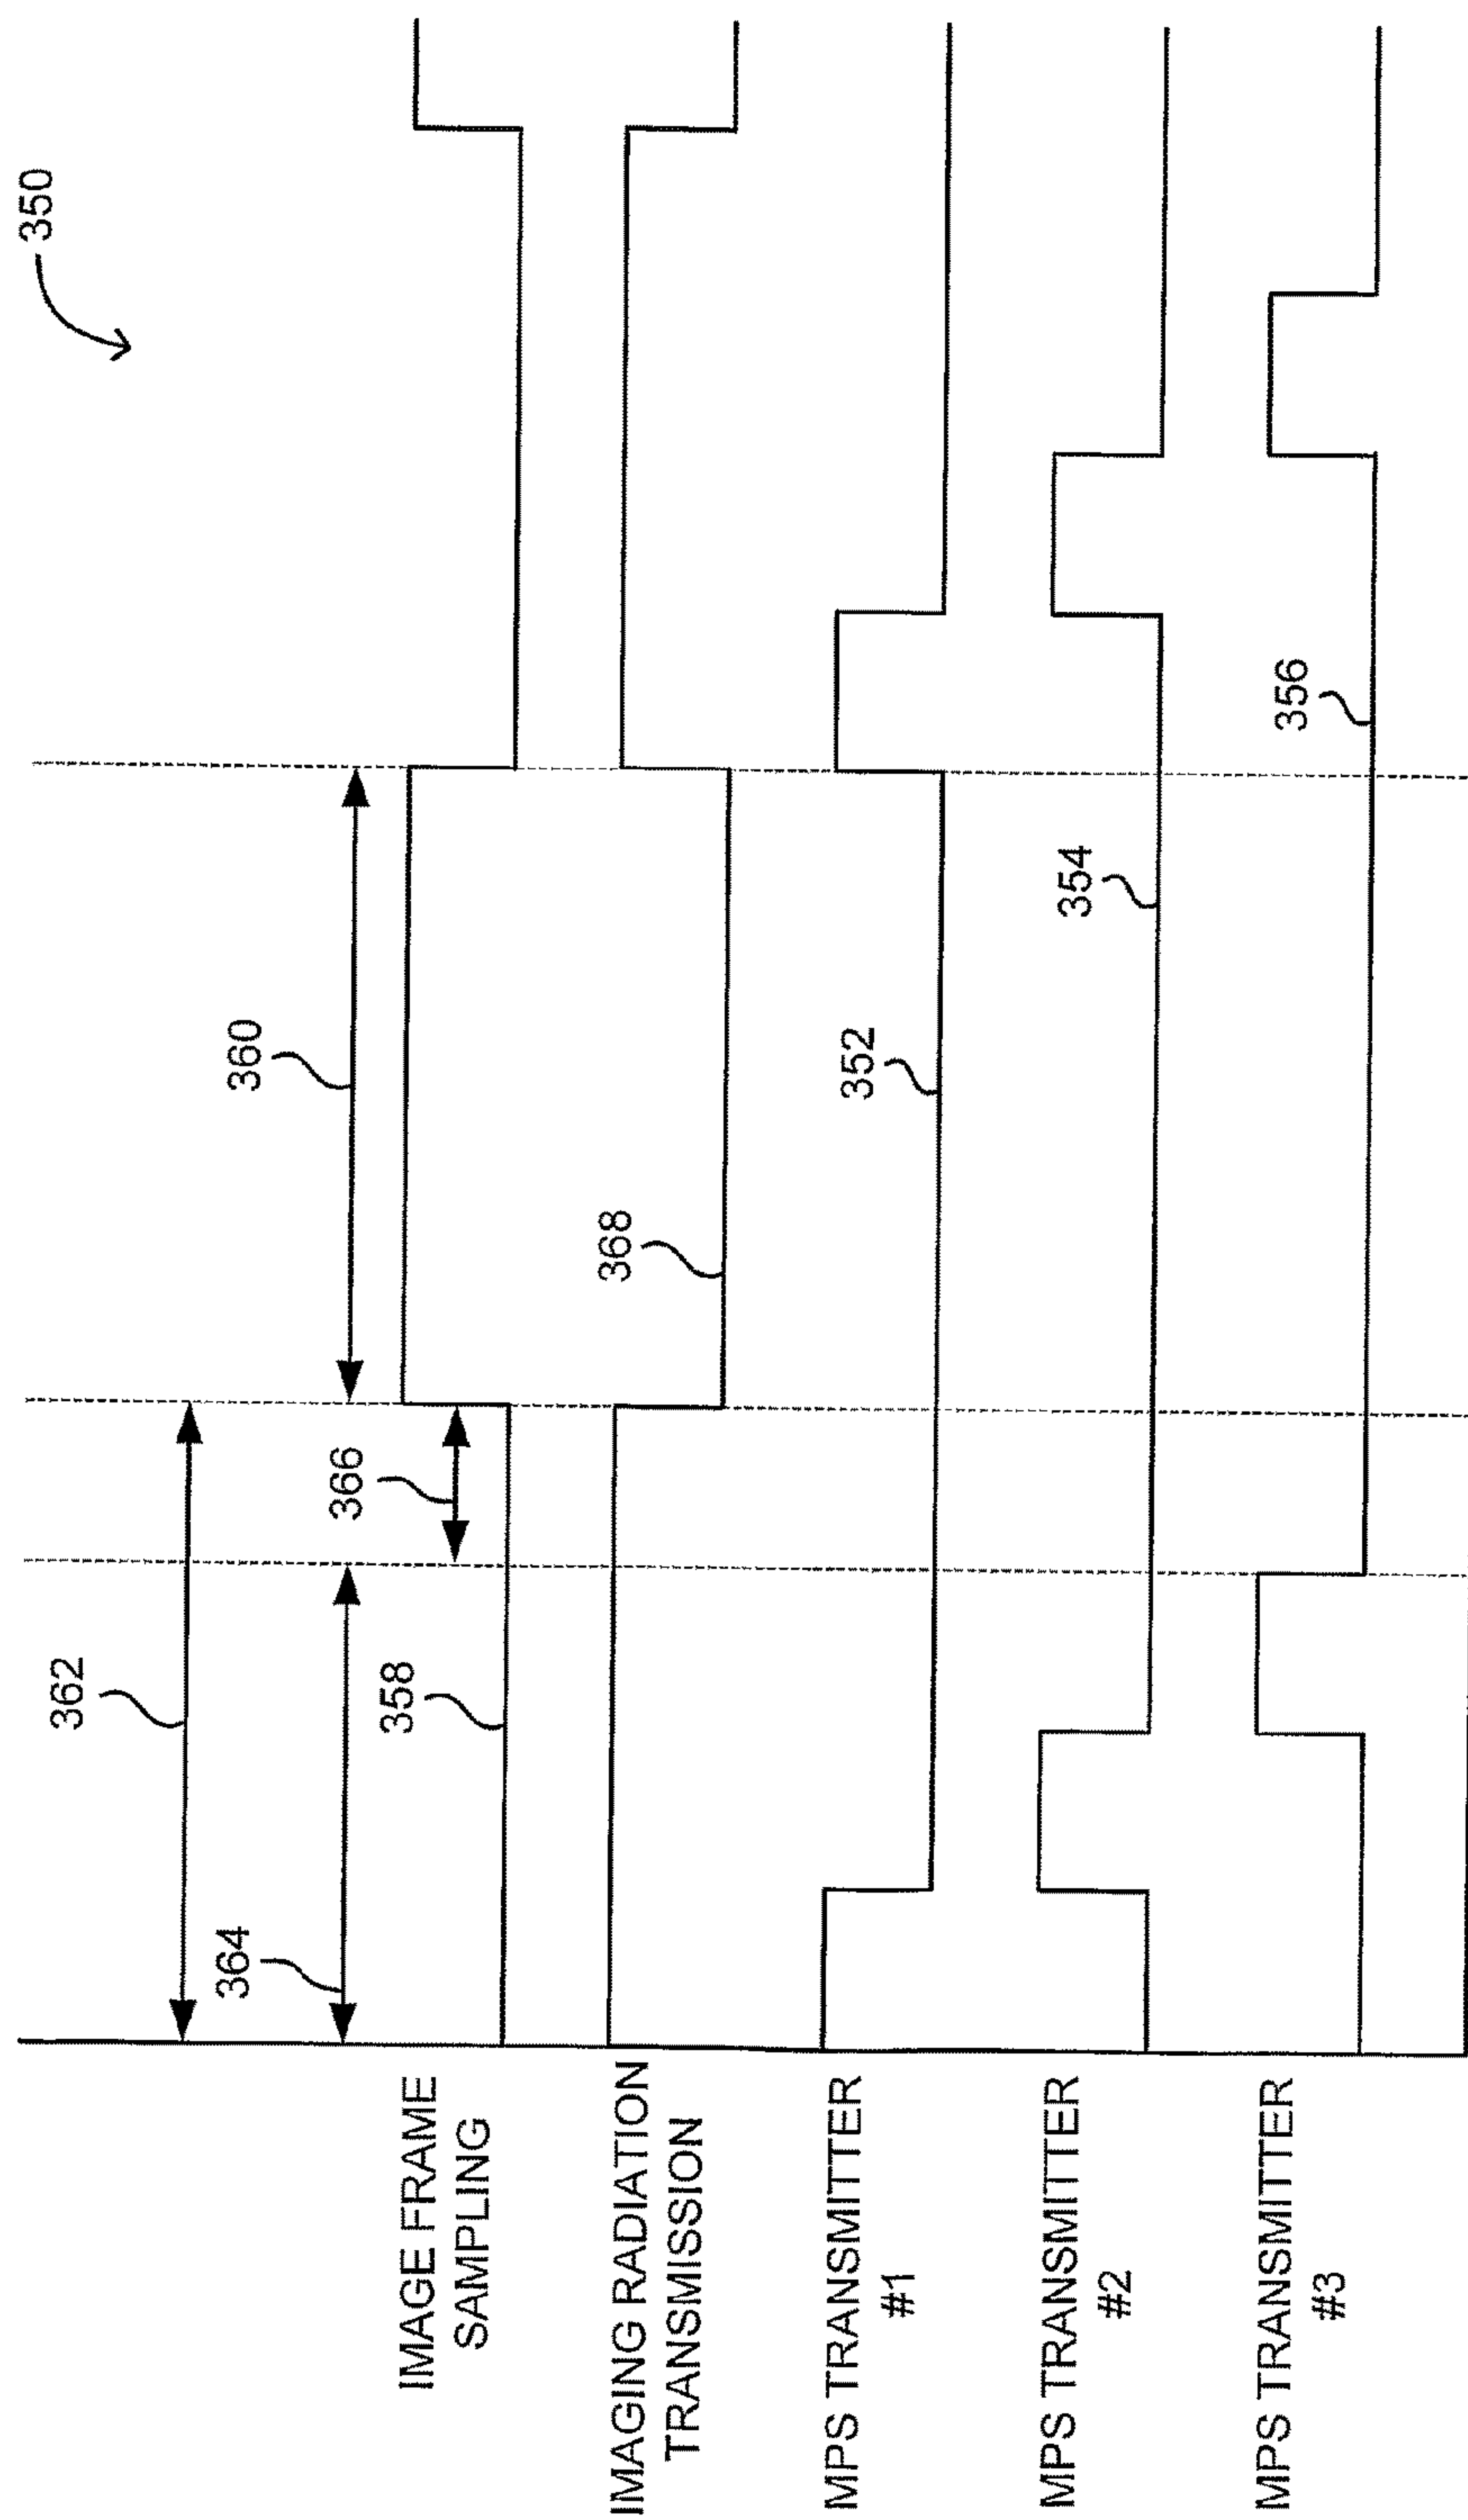 350
362
360
364
366
358
IMAGE FRAME
SAMPLING
368
IMAGING RADIATION
TRANSMISSION
352
MPS TRANSMITTER
#1
354
MPS TRANSMITTER
#2
356
MPS TRANSMITTER
#3